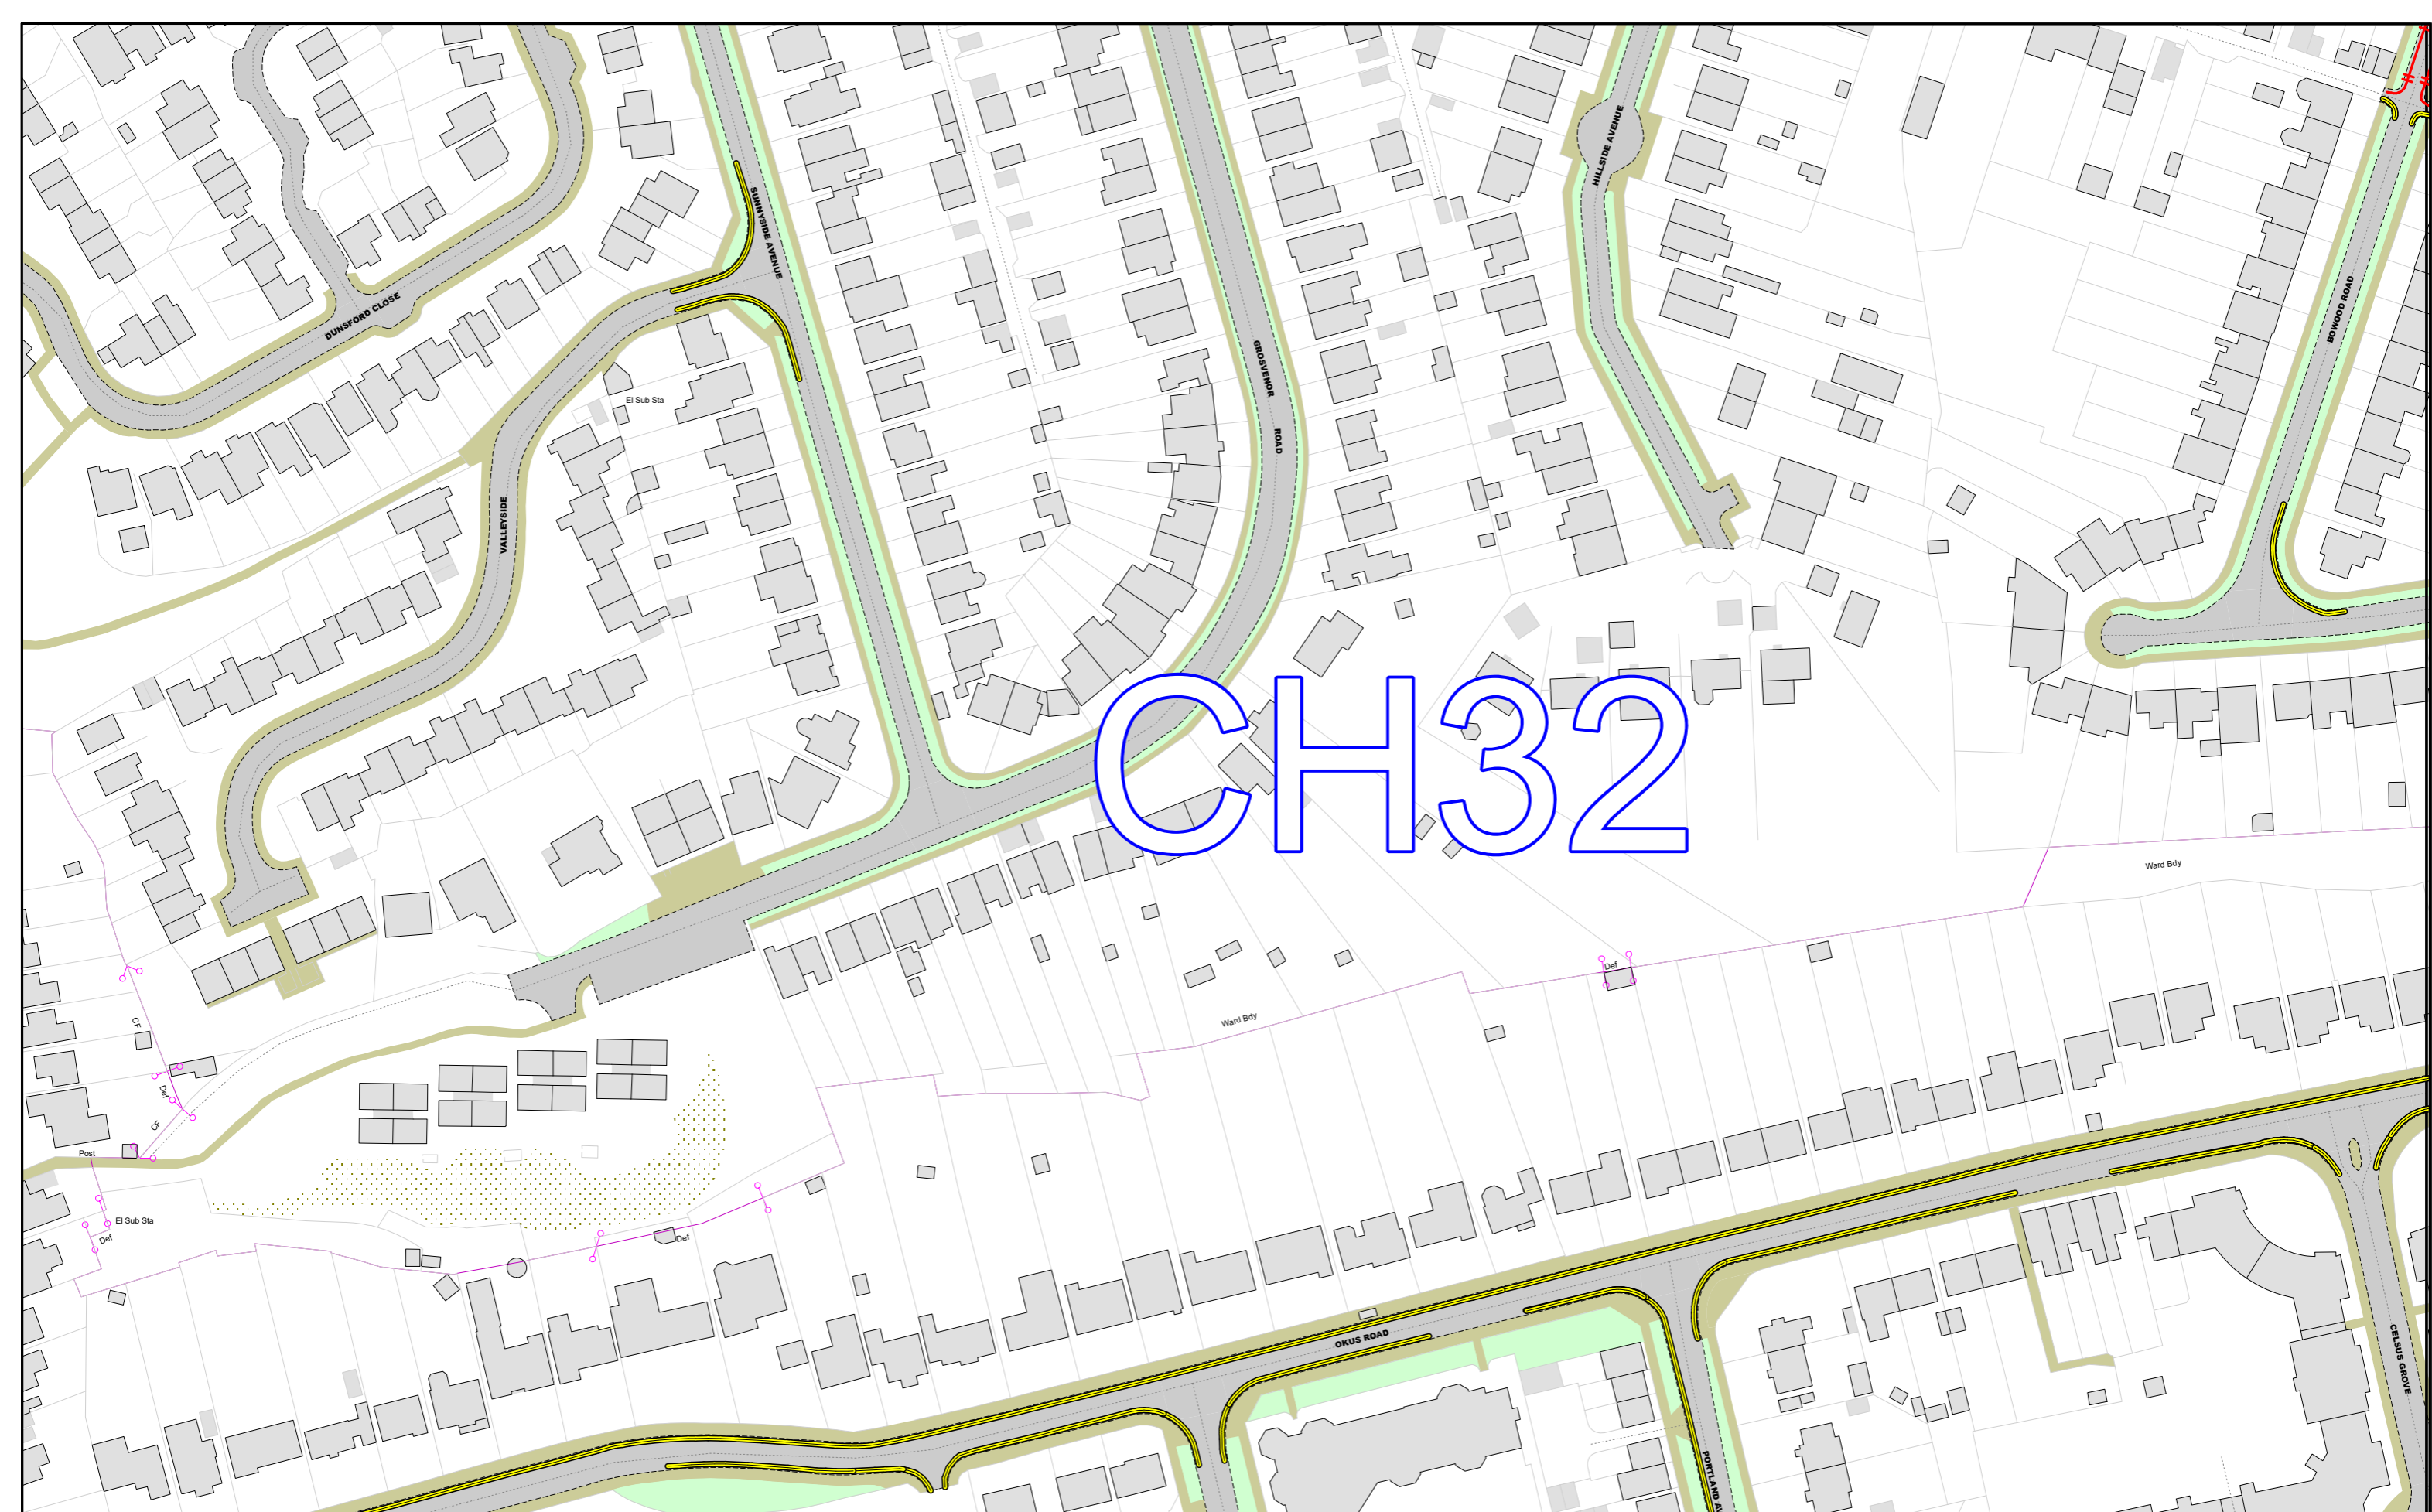 SUNNYSIDE AVENUE
HILLSIDE AVENUE
DUNSFORD CLOSE
BOWOOD ROAD
GROSVENOR
ROAD
El Sub Sta
VALLEYSIDE
CH32
Ward Bdy
Def
Ward Bdy
CF
Def
CF
Post
El Sub Sta
Def
Def
OKUS ROAD
CELSUS GROVE
PORTLAND AV